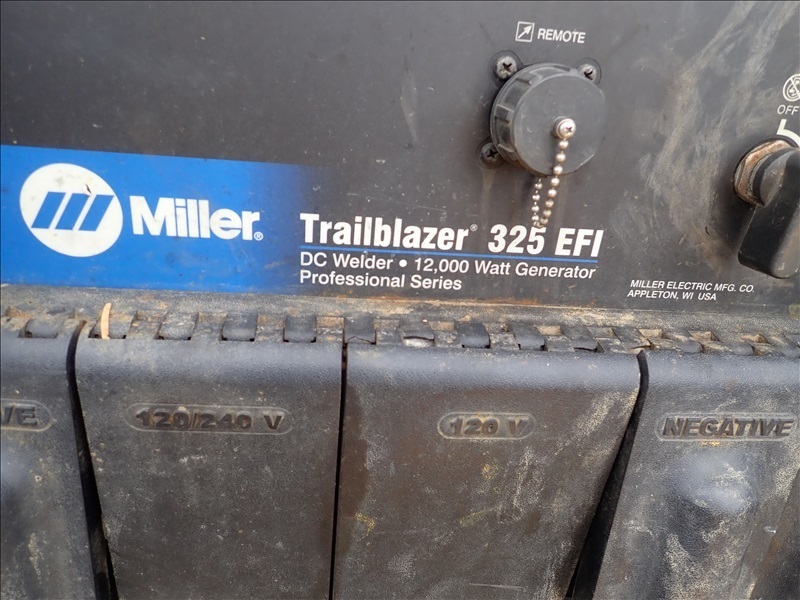 REMOTE
OFF
Miller®
Trailblazer® 325 EFI
DC Welder • 12,000 Watt Generator
Professional Series
MILLER ELECTRIC MFG. CO.
APPLETON, WI USA
120/240 V
120 V
NEGATIVE